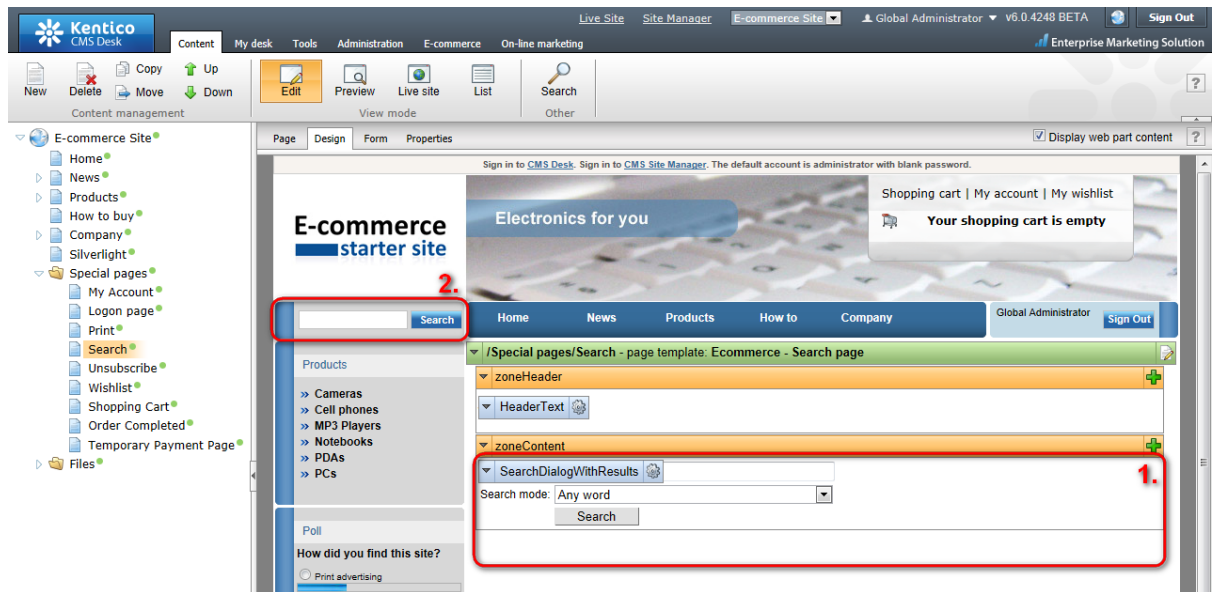 Kentico
CMS Desk
Live Site Site Manager E-commerce Site Global Administrator v6.0.4248 BETA Sign Out
Content My desk Tools Administration E-commerce On-line marketing Enterprise Marketing Solution
New Delete Copy Move Up Down Edit Preview Live site List Search ?
Content management View mode Other
E-commerce Site
Home
News
Products
How to buy
Company
Silverlight
Special pages
My Account
Logon page
Print
Search
Unsubscribe
Wishlist
Shopping Cart
Order Completed
Temporary Payment Page
Files
Page Design Form Properties Display web part content ?
Sign in to CMS Desk. Sign in to CMS Site Manager. The default account is administrator with blank password.
E-commerce
starter site
Electronics for you
Shopping cart | My account | My wishlist
Your shopping cart is empty
2.
Search
Home News Products How to Company Global Administrator Sign Out
Products
» Cameras
» Cell phones
» MP3 Players
» Notebooks
» PDAs
» PCs
Poll
How did you find this site?
Print advertising
/Special pages/Search - page template: Ecommerce - Search page
zoneHeader
HeaderText
zoneContent
SearchDialogWithResults
1.
Search mode: Any word
Search